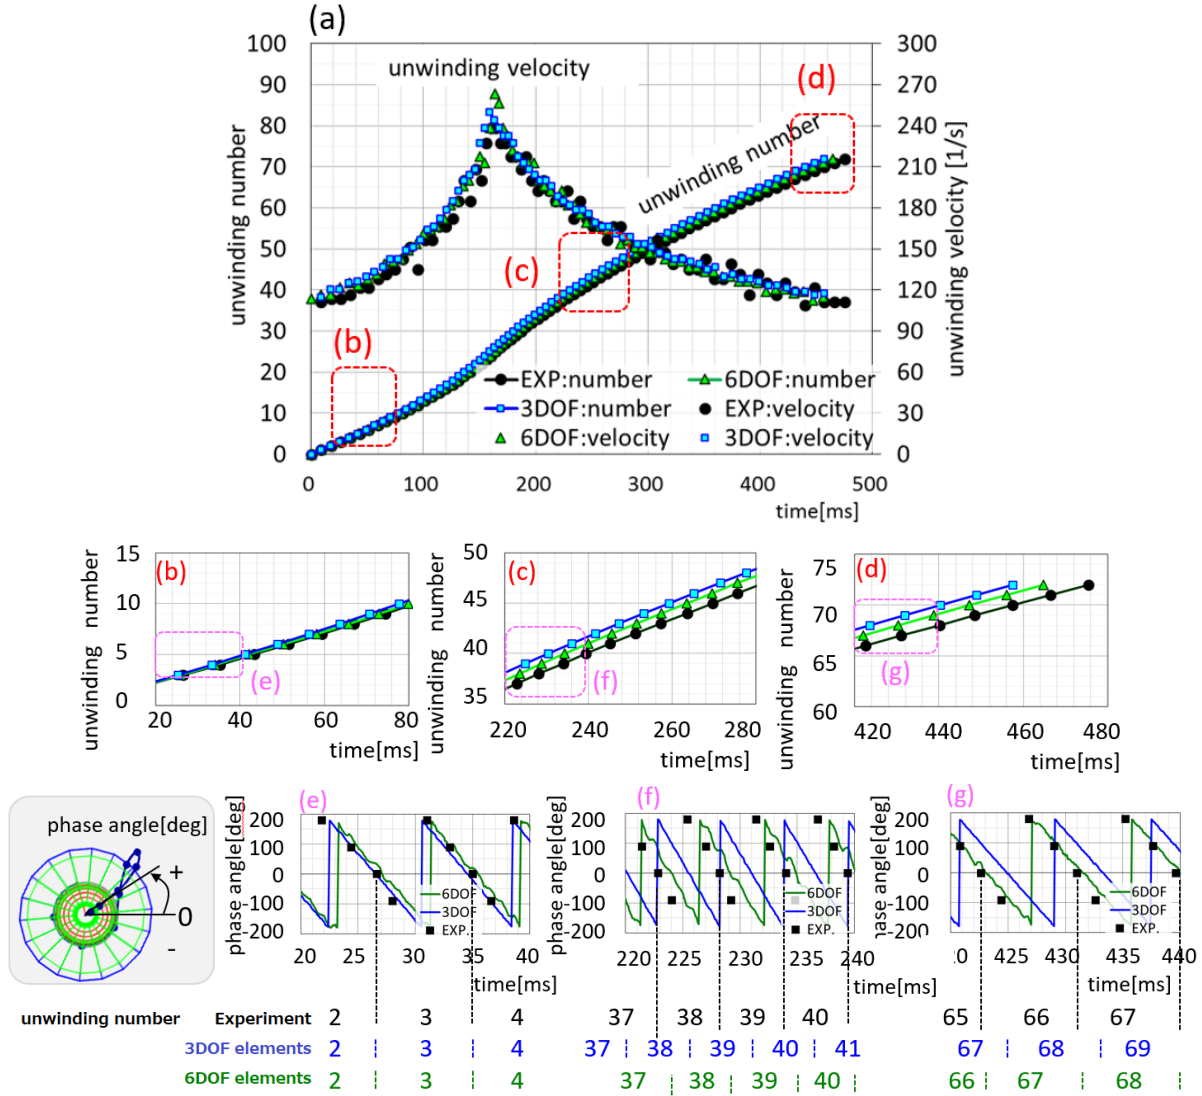 (a)
100 300
90 270
80 240
70 210
60 180
50 150
40 120
30 90
20 60
10 30
0 0
unwinding number
unwinding velocity [1/s]
unwinding velocity
unwinding number
(d)
(c)
(b)
EXP:number 6DOF:number
3DOF:number EXP:velocity
6DOF:velocity 3DOF:velocity
0 100 200 300 400 500
time[ms]
unwinding number
15
10
5
0
(b)
(e)
20 40 60 80
time[ms]
unwinding number
50
45
40
35
(c)
(f)
220 240 260 280
time[ms]
unwinding number
75
70
65
60
(d)
(g)
420 440 460 480
time[ms]
phase angle[deg]
+
0
-
phase angle[deg]
(e)
200
100
0
-100
-200
6DOF
3DOF
EXP.
20 25 30 35 40
time[ms]
phase angle[deg]
(f)
200
100
0
-100
-200
6DOF
3DOF
EXP.
220 225 230 235 240
time[ms]
phase angle[deg]
(g)
200
100
0
-100
-200
6DOF
3DOF
EXP.
20 425 430 435 440
time[ms]
unwinding number Experiment 2 3 4 37 38 39 40 65 66 67
3DOF elements 2 3 4 37 38 39 40 41 67 68 69
6DOF elements 2 3 4 37 38 39 40 66 67 68